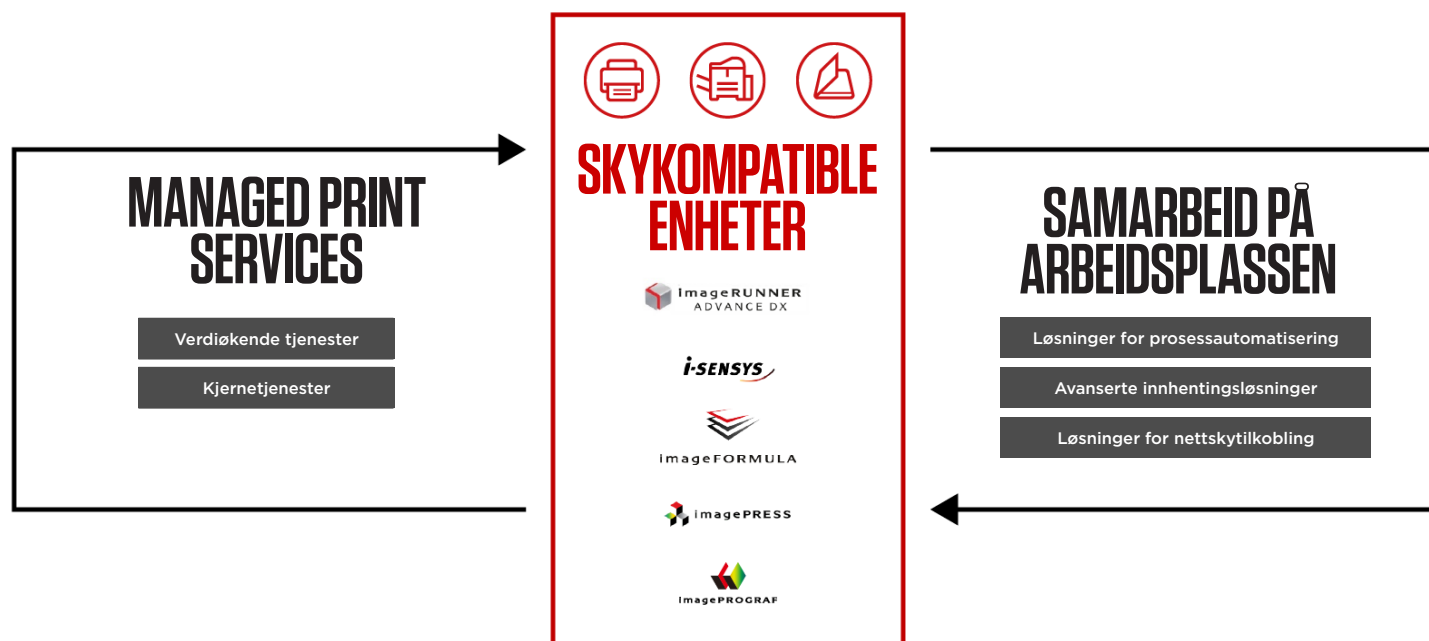 MANAGED PRINT
SERVICES
Verdiøkende tjenester
Kjernetjenester
SKYKOMPATIBLE
ENHETER
imageRUNNER
ADVANCE DX
i-SENSYS
imageFORMULA
imagePRESS
imagePROGRAF
SAMARBEID PÅ
ARBEIDSPLASSEN
Løsninger for prosessautomatisering
Avanserte innhentingsløsninger
Løsninger for nettskytilkobling